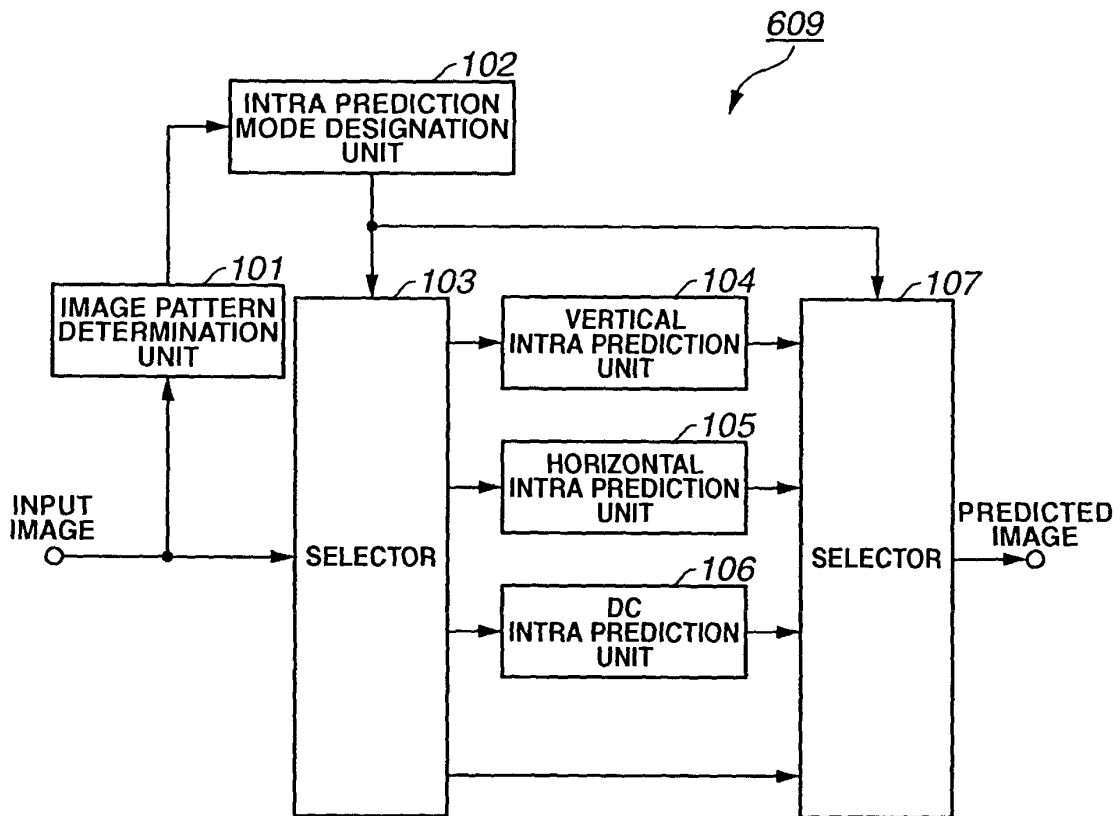 609
102
INTRA PREDICTION
MODE DESIGNATION
UNIT
101
IMAGE PATTERN
DETERMINATION
UNIT
103
SELECTOR
104
VERTICAL
INTRA PREDICTION
UNIT
105
HORIZONTAL
INTRA PREDICTION
UNIT
106
DC
INTRA PREDICTION
UNIT
107
SELECTOR
INPUT
IMAGE
PREDICTED
IMAGE